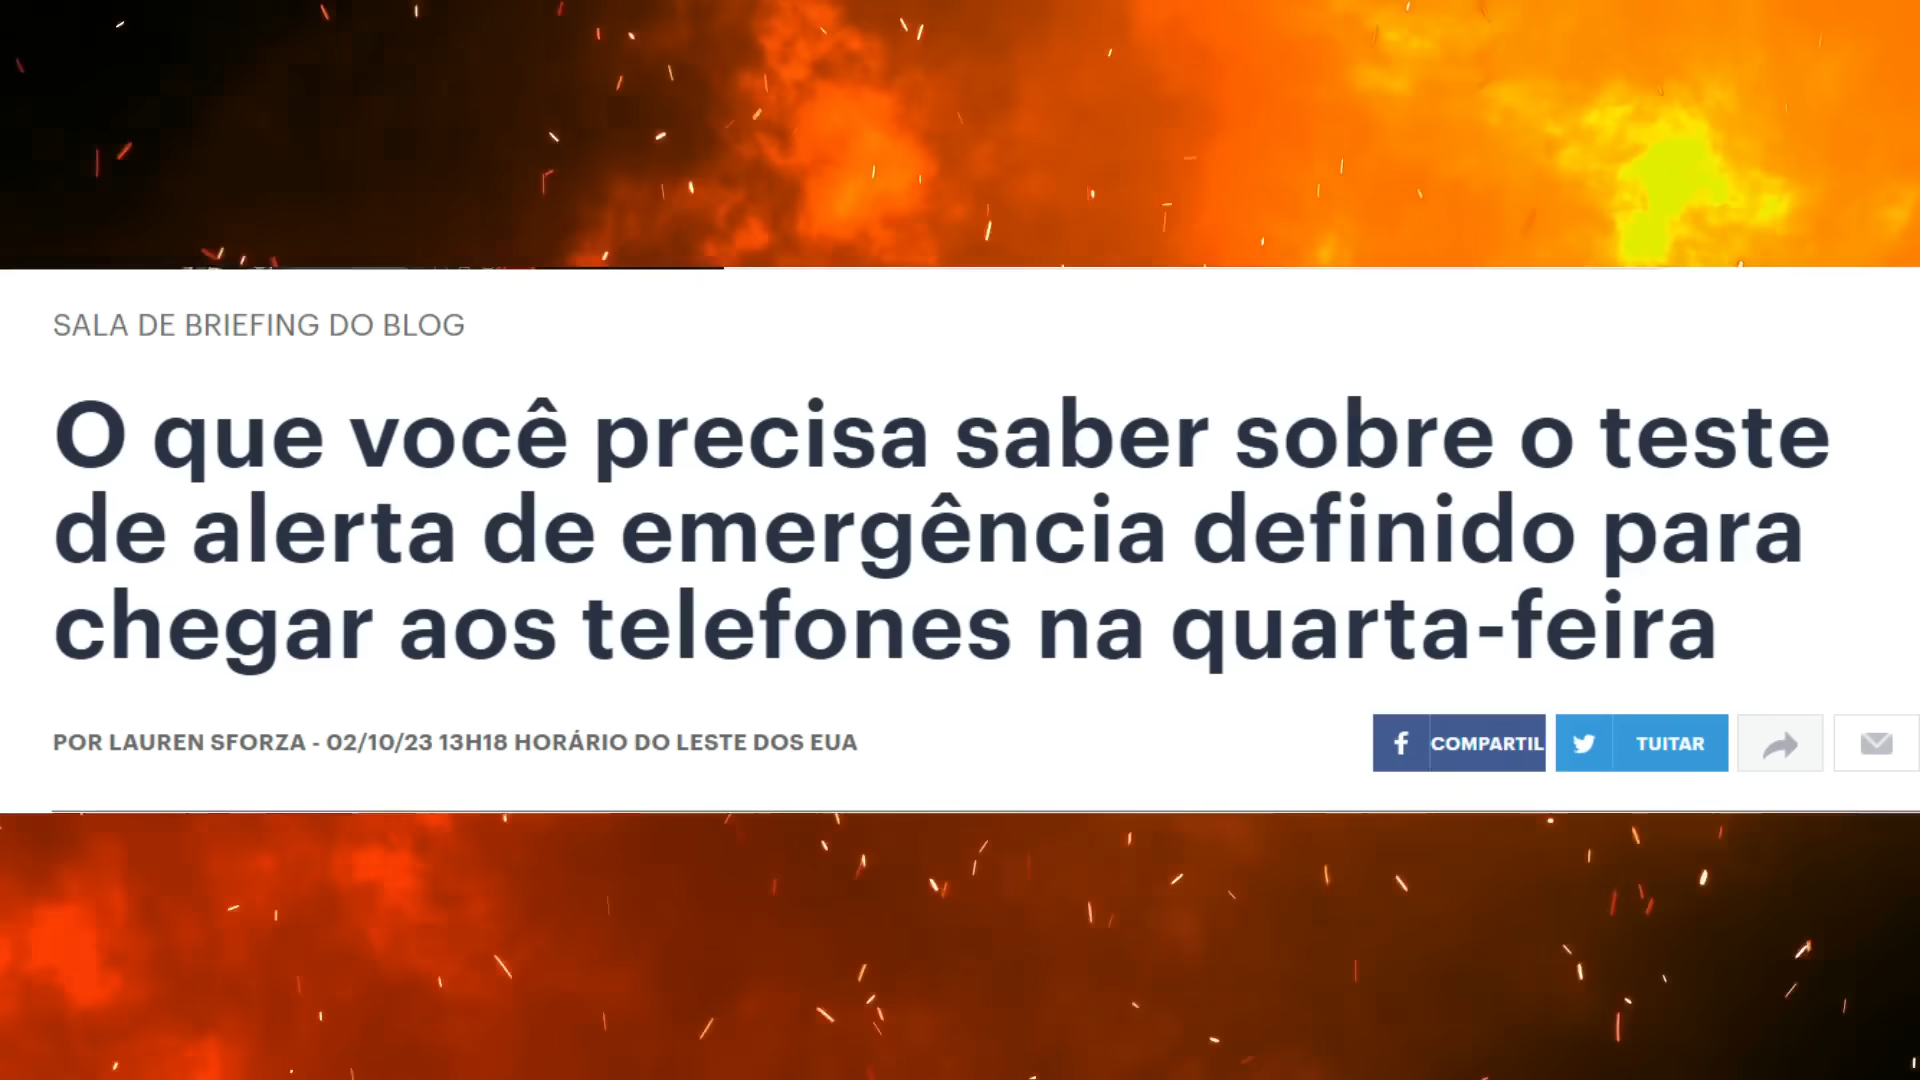 SALA DE BRIEFING DO BLOG
O que você precisa saber sobre o teste
de alerta de emergência definido para
chegar aos telefones na quarta-feira
POR LAUREN SFORZA - 02/10/23 13H18 HORÁRIO DO LESTE DOS EUA
COMPARTIL
TUITAR